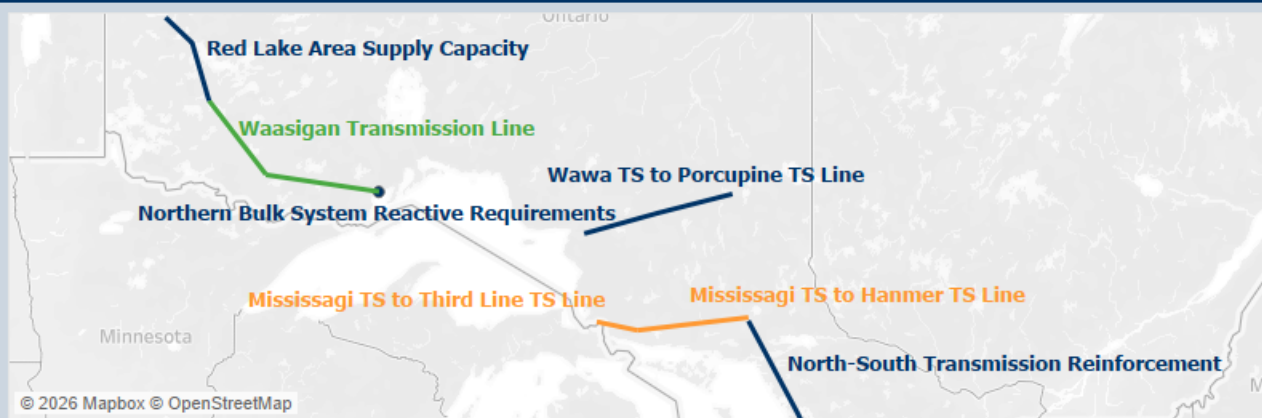 Ontario
Red Lake Area Supply Capacity
Waasigan Transmission Line
Wawa TS to Porcupine TS Line
Northern Bulk System Reactive Requirements
Mississagi TS to Third Line TS Line
Mississagi TS to Hanmer TS Line
Minnesota
North-South Transmission Reinforcement
© 2026 Mapbox © OpenStreetMap